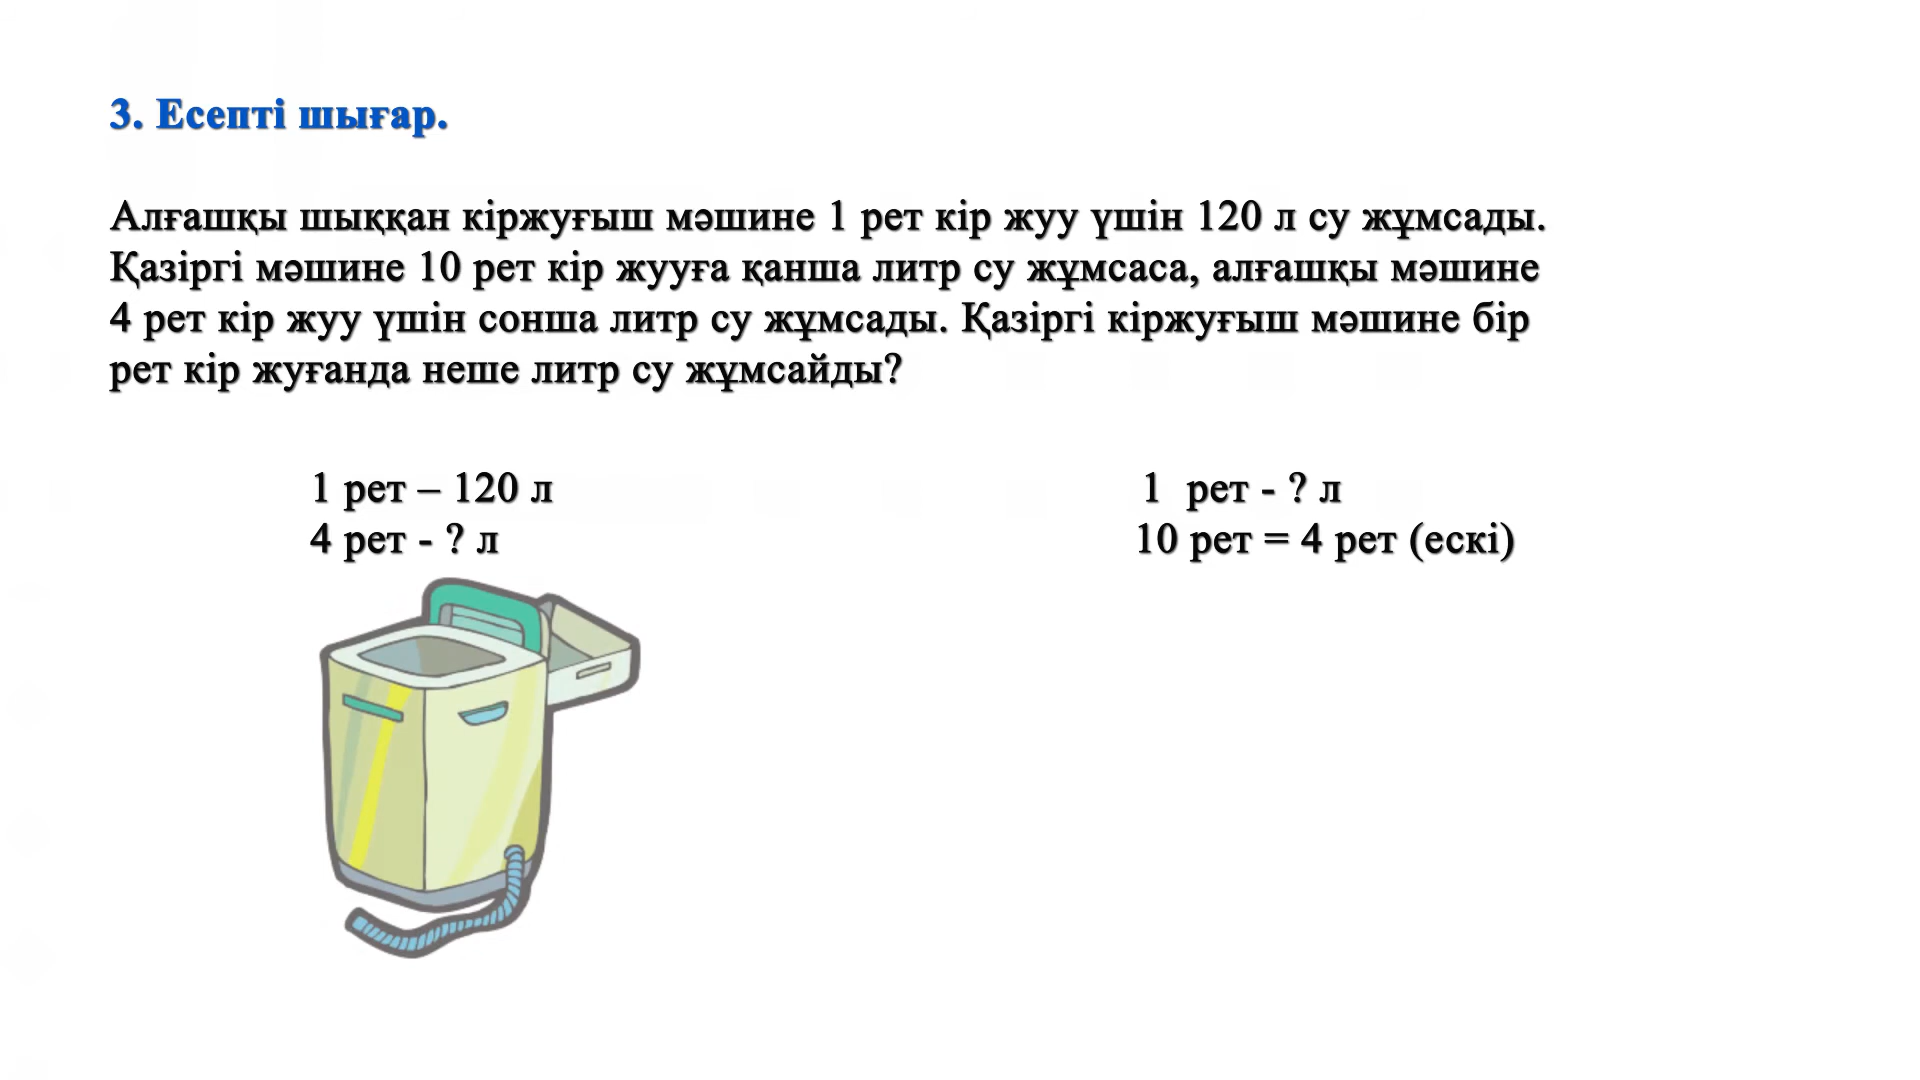 3. Есепті шығар.
Алғашқы шыққан кіржуғыш мәшине 1 рет кір жуу үшін 120 л су жұмсады.
Қазіргі мәшине 10 рет кір жууға қанша литр су жұмсаса, алғашқы мәшине
4 рет кір жуу үшін сонша литр су жұмсады. Қазіргі кіржуғыш мәшине бір
рет кір жуғанда неше литр су жұмсайды?
1 рет – 120 л
4 рет - ? л
1 рет - ? л
10 рет = 4 рет (ескі)